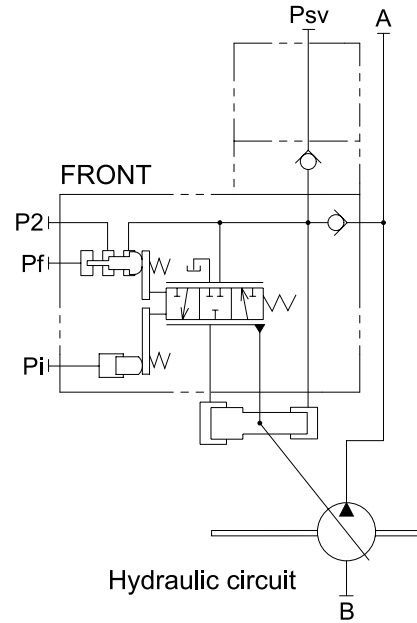 Psv
A
FRONT
P2
Pf
Pi
Hydraulic circuit
B